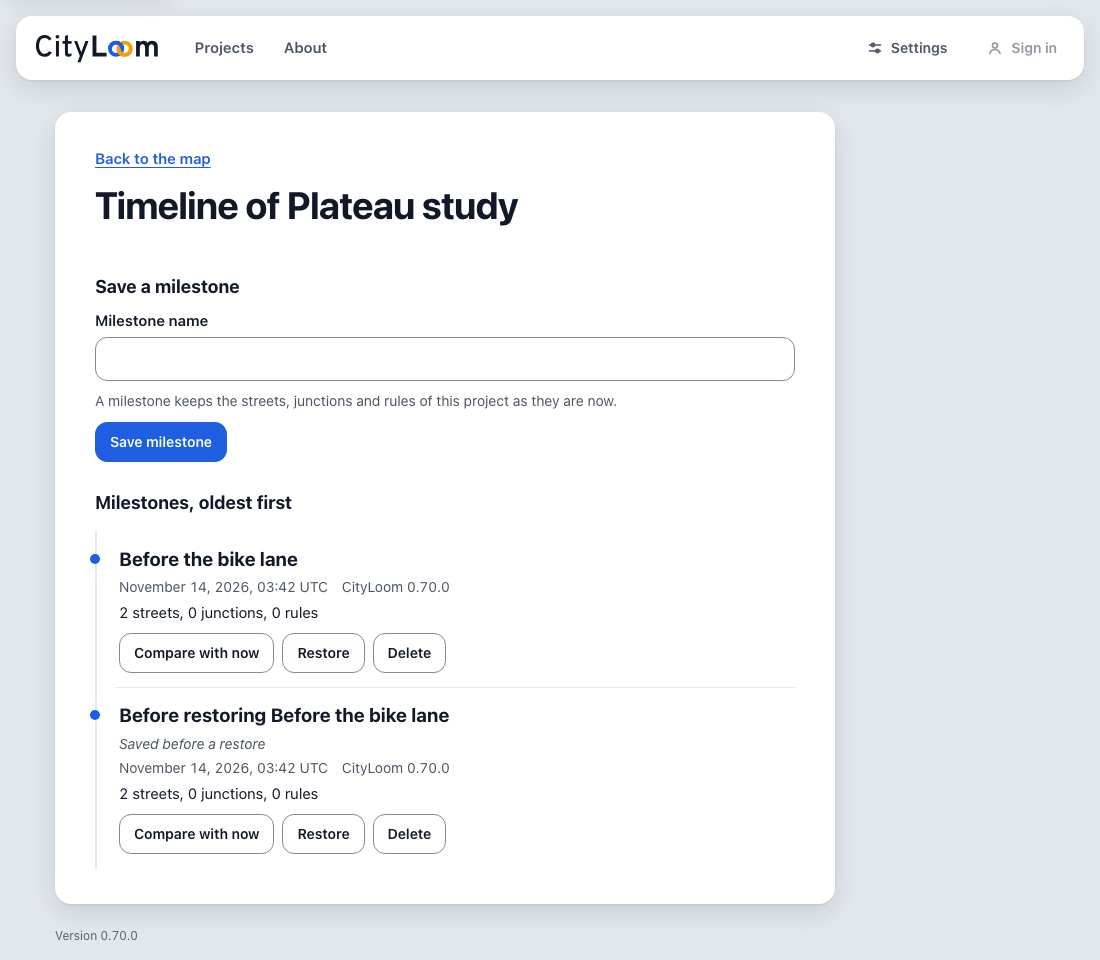 CityLoom
Projects
About
Settings
Sign in
Back to the map
Timeline of Plateau study
Save a milestone
Milestone name
A milestone keeps the streets, junctions and rules of this project as they are now.
Save milestone
Milestones, oldest first
Before the bike lane
November 14, 2026, 03:42 UTC CityLoom 0.70.0
2 streets, 0 junctions, 0 rules
Compare with now Restore Delete
Before restoring Before the bike lane
Saved before a restore
November 14, 2026, 03:42 UTC CityLoom 0.70.0
2 streets, 0 junctions, 0 rules
Compare with now Restore Delete
Version 0.70.0